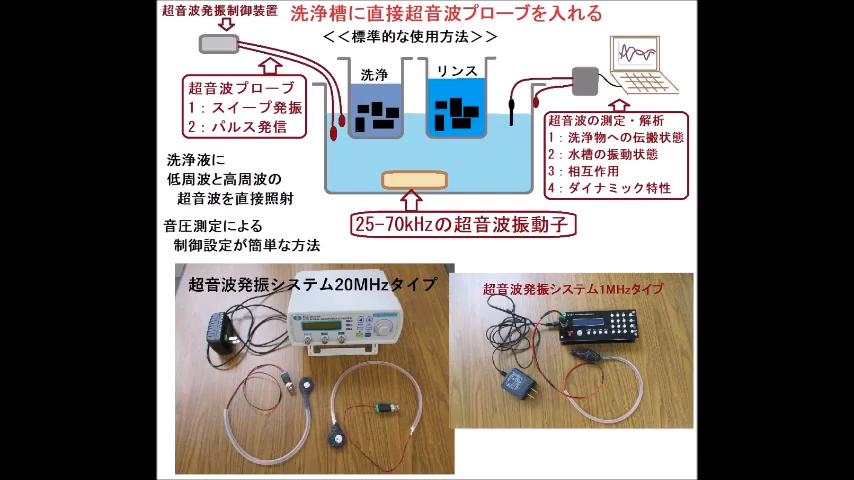 超音波発振制御装置
洗浄槽に直接超音波プローブを入れる
<<標準的な使用方法>>
洗浄
リンス
超音波プローブ
1：スイープ発振
2：パルス発信
超音波の測定・解析
1：洗浄物への伝搬状態
2：水槽の振動状態
3：相互作用
4：ダイナミック特性
洗浄液に
低周波と高周波の
超音波を直接照射
音圧測定による
制御設定が簡単な方法
25-70kHzの超音波振動子
超音波発振システム20MHzタイプ
超音波発振システム1MHzタイプ